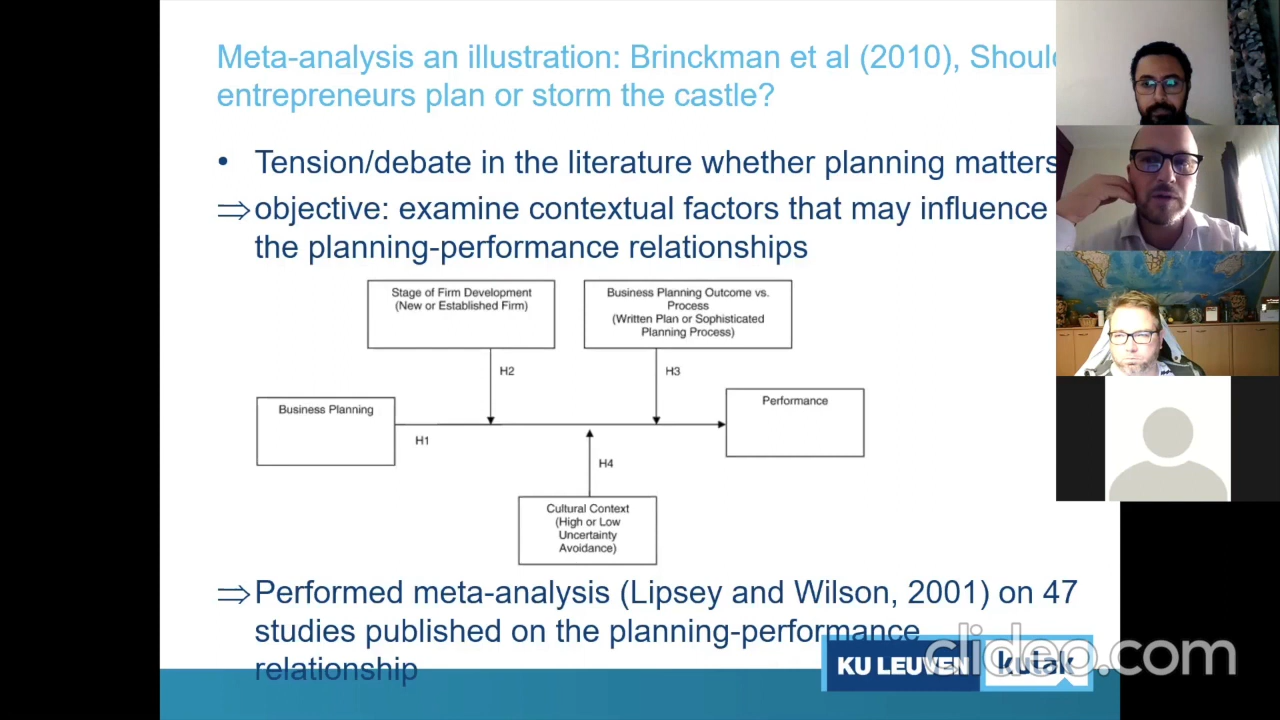 Meta-analysis an illustration: Brinckman et al (2010), Shoul
entrepreneurs plan or storm the castle?
• Tension/debate in the literature whether planning matters
⇒objective: examine contextual factors that may influence
the planning-performance relationships
Stage of Firm Development
(New or Established Firm)
Business Planning Outcome vs.
Process
(Written Plan or Sophisticated
Planning Process)
H2
H3
Business Planning
Performance
H1
H4
Cultural Context
(High or Low
Uncertainty
Avoidance)
⇒Performed meta-analysis (Lipsey and Wilson, 2001) on 47
studies published on the planning-performance
relationship
KU LEUVEN kulak
clideo.com